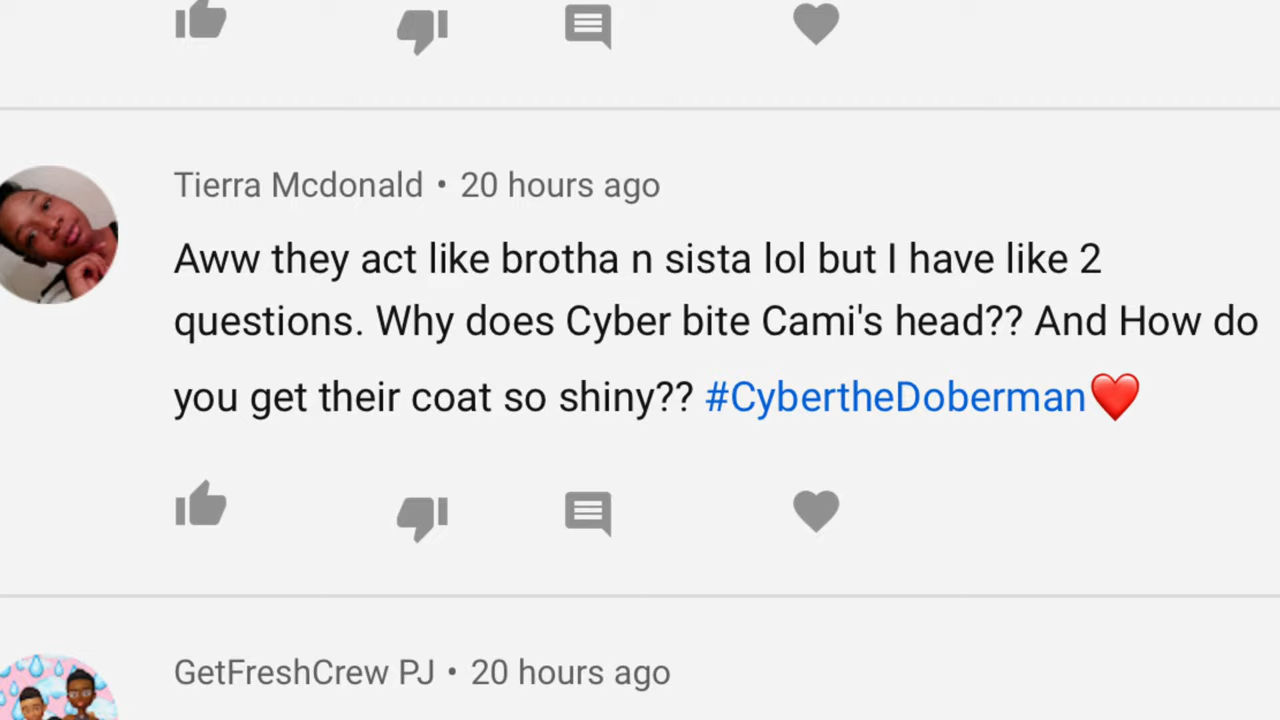 Tierra Mcdonald • 20 hours ago
Aww they act like brotha n sista lol but I have like 2
questions. Why does Cyber bite Cami's head?? And How do
you get their coat so shiny?? #CybertheDoberman❤️
GetFreshCrew PJ • 20 hours ago